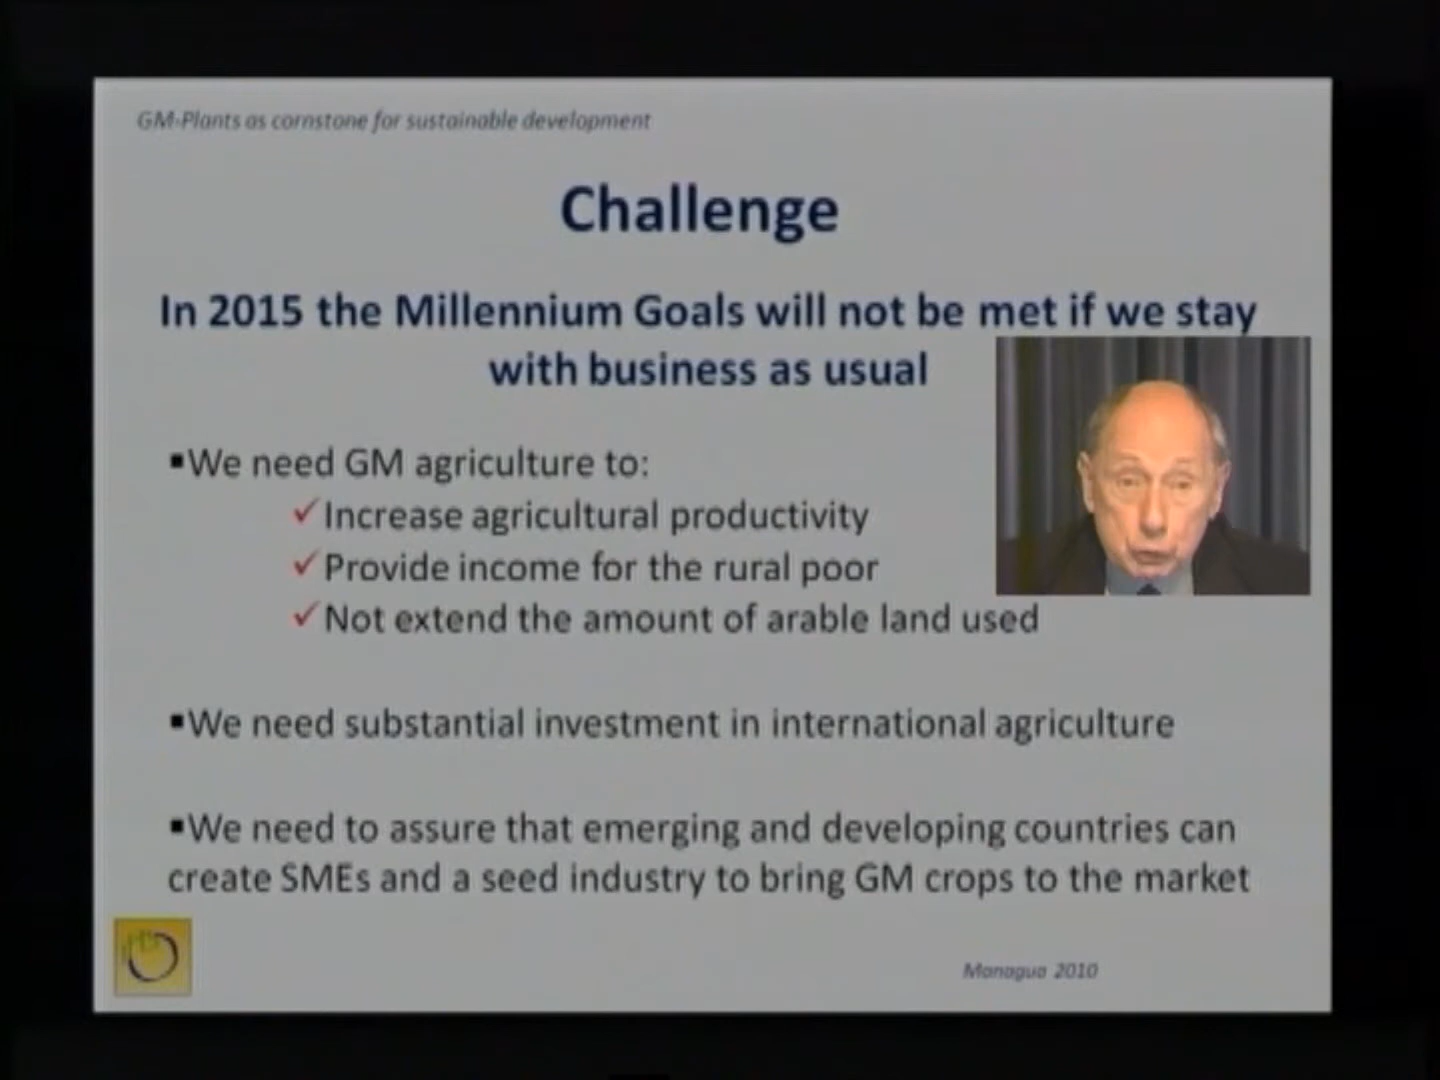 GM-Plants as cornstone for sustainable development
Challenge
In 2015 the Millennium Goals will not be met if we stay
with business as usual
▪We need GM agriculture to:
✓Increase agricultural productivity
✓Provide income for the rural poor
✓Not extend the amount of arable land used
▪We need substantial investment in international agriculture
▪We need to assure that emerging and developing countries can
create SMEs and a seed industry to bring GM crops to the market
Managua 2010